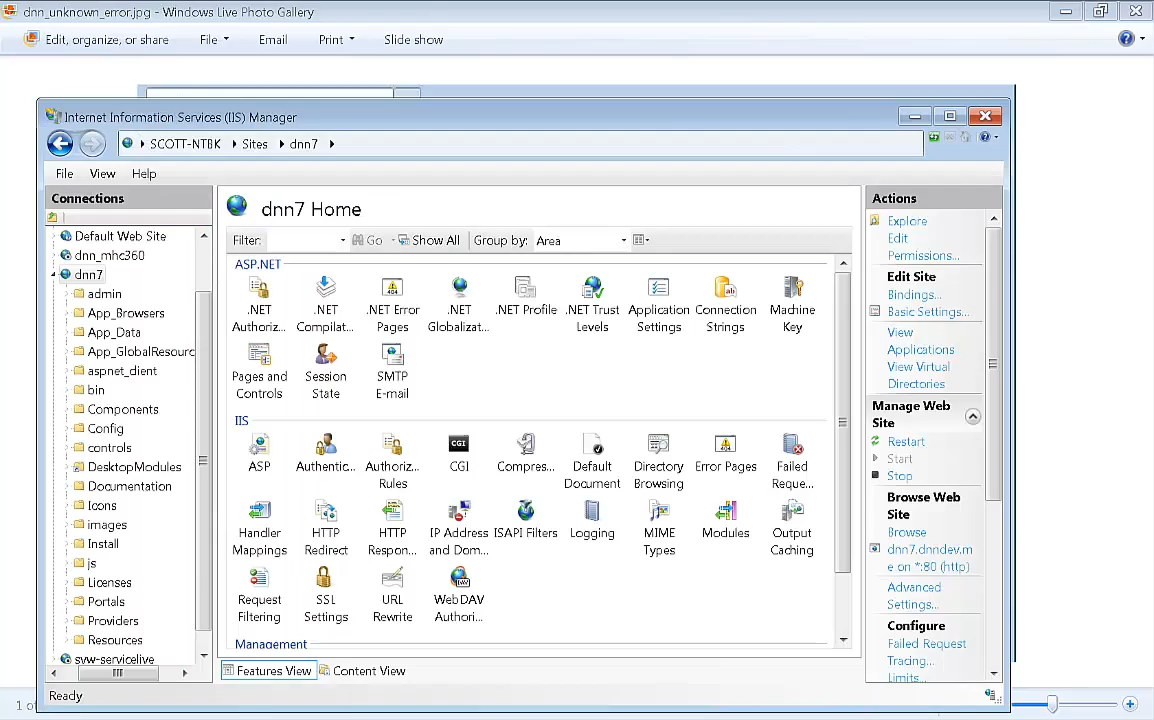 dnn_unknown_error.jpg - Windows Live Photo Gallery
Edit, organize, or share File Email Print Slide show
Internet Information Services (IIS) Manager
SCOTT-NTBK Sites dnn7
File View Help
Connections
Default Web Site
dnn_mhc360
dnn7
admin
App_Browsers
App_Data
App_GlobalResourc
aspnet_client
bin
Components
Config
controls
DesktopModules
Documentation
Icons
images
Install
js
Licenses
Portals
Providers
Resources
svw-servicelive
dnn7 Home
Filter: Go Show All Group by: Area
ASP.NET
.NET Authoriz...
.NET Compilat...
.NET Error Pages
.NET Globalizat...
.NET Profile
.NET Trust Levels
Application Settings
Connection Strings
Machine Key
Pages and Controls
Session State
SMTP E-mail
IIS
ASP
Authentic...
Authoriz... Rules
CGI
Compres...
Default Document
Directory Browsing
Error Pages
Failed Reque...
Handler Mappings
HTTP Redirect
HTTP Respon...
IP Address and Dom...
ISAPI Filters
Logging
MIME Types
Modules
Output Caching
Request Filtering
SSL Settings
URL Rewrite
WebDAV Authori...
Management
Features View Content View
Actions
Explore
Edit
Permissions...
Edit Site
Bindings...
Basic Settings...
View
Applications
View Virtual
Directories
Manage Web
Site
Restart
Start
Stop
Browse Web
Site
Browse
dnn7.dnndev.m
e on *:80 (http)
Advanced
Settings...
Configure
Failed Request
Tracing...
Limits...
Ready